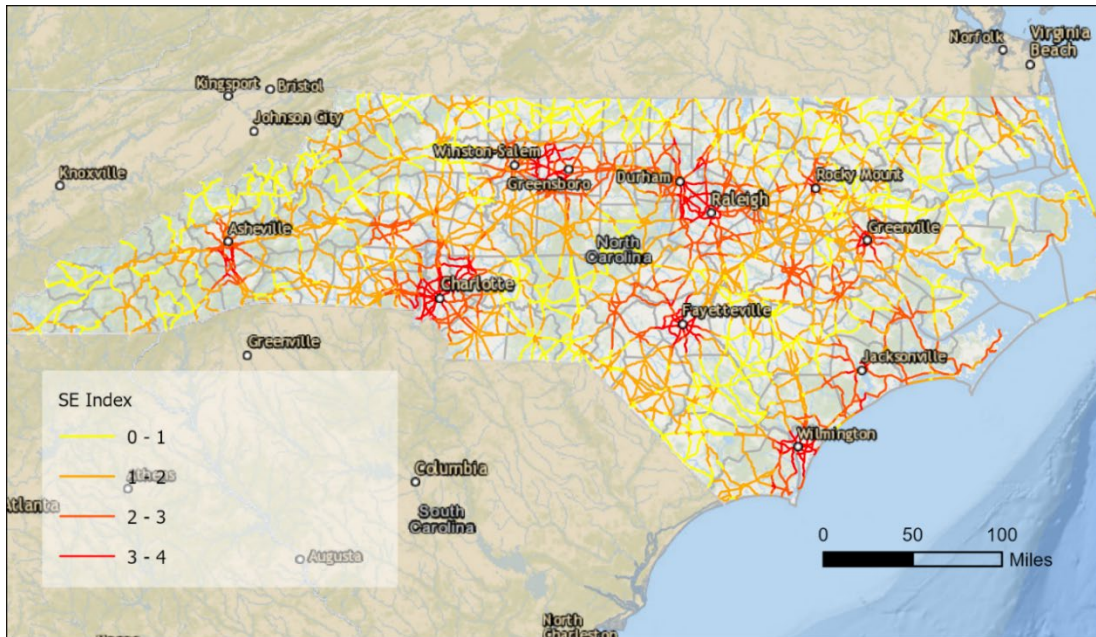 Norfolk
Virginia
Beach
Kingsport
Bristol
Johnson City
Knoxville
Winston-Salem
Greensboro
Durham
Raleigh
Rocky Mount
Greenville
Asheville
North
Carolina
Charlotte
Fayetteville
Jacksonville
Greenville
Wilmington
SE Index
0 - 1
1 - 2
2 - 3
3 - 4
Athens
Atlanta
Augusta
Columbia
South
Carolina
North
Charleston
0 50 100
Miles